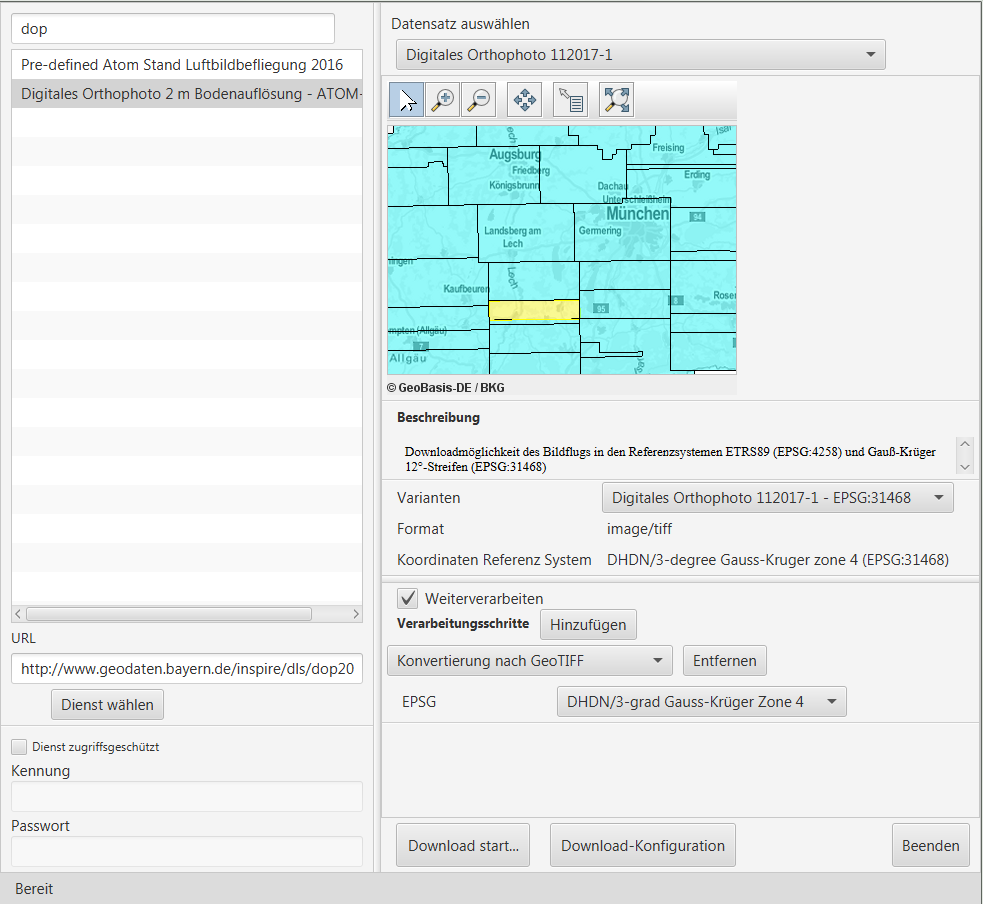 dop
Pre-defined Atom Stand Luftbildbefliegung 2016
Digitales Orthophoto 2 m Bodenauflösung - ATOM-
URL
http://www.geodaten.bayern.de/inspire/dls/dop20
Dienst wählen
Dienst zugriffsgeschützt
Kennung
Passwort
Datensatz auswählen
Digitales Orthophoto 112017-1
Augsburg
Freising
Friedberg
Erding
Königsbrunn
Dachau
Unterschleißheim
München
94
Landsberg am
Lech
Germering
Lech
Kaufbeuren
Rosen
8
95
mpten (Allgäu)
7
Allgäu
© GeoBasis-DE / BKG
Beschreibung
Downloadmöglichkeit des Bildflugs in den Referenzsystemen ETRS89 (EPSG:4258) und Gauß-Krüger
12°-Streifen (EPSG:31468)
Varianten
Digitales Orthophoto 112017-1 - EPSG:31468
Format
image/tiff
Koordinaten Referenz System
DHDN/3-degree Gauss-Kruger zone 4 (EPSG:31468)
Weiterverarbeiten
Verarbeitungsschritte
Hinzufügen
Konvertierung nach GeoTIFF
Entfernen
EPSG
DHDN/3-grad Gauss-Krüger Zone 4
Download start...
Download-Konfiguration
Beenden
Bereit